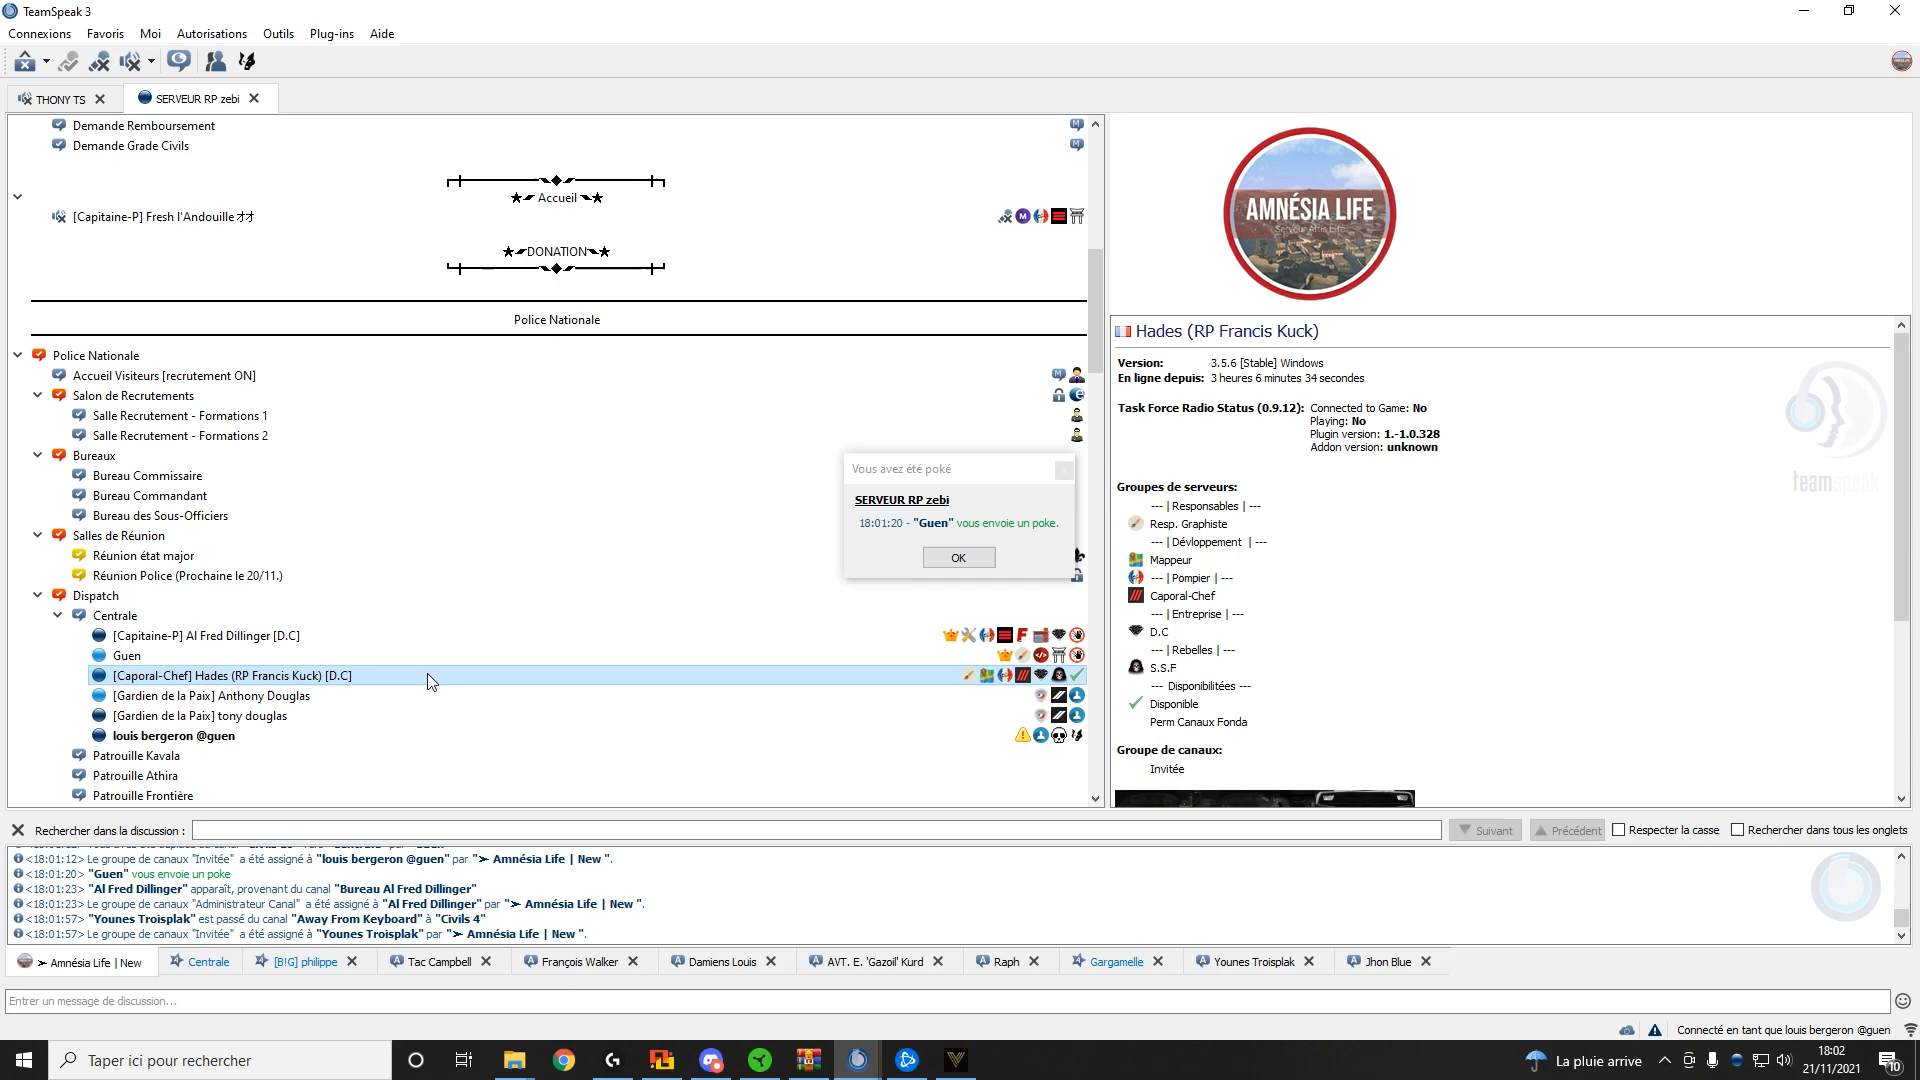 TeamSpeak 3
Connexions Favoris Moi Autorisations Outils Plug-ins Aide
THONY TS
SERVEUR RP zebi
Demande Remboursement
Demande Grade Civils
Accueil
[Capitaine-P] Fresh l'Andouille オオ
DONATION
Police Nationale
Police Nationale
Accueil Visiteurs [recrutement ON]
Salon de Recrutements
Salle Recrutement - Formations 1
Salle Recrutement - Formations 2
Bureaux
Bureau Commissaire
Bureau Commandant
Bureau des Sous-Officiers
Salles de Réunion
Réunion état major
Réunion Police (Prochaine le 20/11.)
Dispatch
Centrale
[Capitaine-P] Al Fred Dillinger [D.C]
Guen
[Caporal-Chef] Hades (RP Francis Kuck) [D.C]
[Gardien de la Paix] Anthony Douglas
[Gardien de la Paix] tony douglas
louis bergeron @guen
Patrouille Kavala
Patrouille Athira
Patrouille Frontière
Vous avez été poké
SERVEUR RP zebi
18:01:20 - "Guen" vous envoie un poke.
OK
AMNÉSIA LIFE
Serveur Altis Life
Hades (RP Francis Kuck)
Version: 3.5.6 [Stable] Windows
En ligne depuis: 3 heures 6 minutes 34 secondes
Task Force Radio Status (0.9.12): Connected to Game: No
Playing: No
Plugin version: 1.-1.0.328
Addon version: unknown
teamspeak
Groupes de serveurs:
--- | Responsables | ---
Resp. Graphiste
--- | Dévloppement | ---
Mappeur
--- | Pompier | ---
Caporal-Chef
--- | Entreprise | ---
D.C
--- | Rebelles | ---
S.S.F
--- Disponibilitées ---
Disponible
Perm Canaux Fonda
Groupe de canaux:
Invitée
Rechercher dans la discussion :
Suivant
Précédent
Respecter la casse
Rechercher dans tous les onglets
<18:01:12> Le groupe de canaux "Invitée" a été assigné à "louis bergeron @guen" par "➣ Amnésia Life | New ".
<18:01:20> "Guen" vous envoie un poke
<18:01:23> "Al Fred Dillinger" apparaît, provenant du canal "Bureau Al Fred Dillinger"
<18:01:23> Le groupe de canaux "Administrateur Canal" a été assigné à "Al Fred Dillinger" par "➣ Amnésia Life | New ".
<18:01:57> "Younes Troisplak" est passé du canal "Away From Keyboard" à "Civils 4"
<18:01:57> Le groupe de canaux "Invitée" a été assigné à "Younes Troisplak" par "➣ Amnésia Life | New ".
➣ Amnésia Life | New
Centrale
[B!G] philippe
Tac Campbell
François Walker
Damiens Louis
AVT. E. 'Gazoil' Kurd
Raph
Gargamelle
Younes Troisplak
Jhon Blue
Entrer un message de discussion...
Connecté en tant que louis bergeron @guen
Taper ici pour rechercher
La pluie arrive
18:02
21/11/2021
10